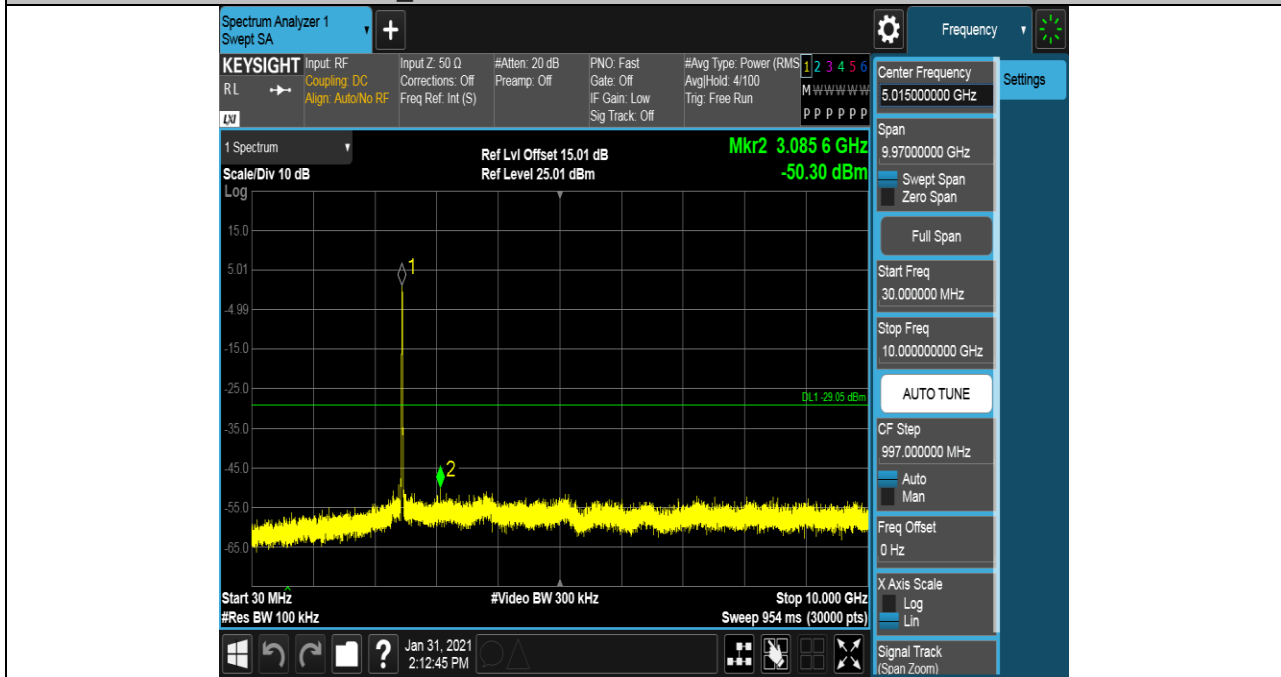 Spectrum Analyzer 1
Swept SA
+
Frequency
KEYSIGHT
RL
LXI
Input: RF
Coupling: DC
Align: Auto/No RF
Input Z: 50 Ω
Corrections: Off
Freq Ref: Int (S)
#Atten: 20 dB
Preamp: Off
PNO: Fast
Gate: Off
IF Gain: Low
Sig Track: Off
#Avg Type: Power (RMS
Avg|Hold: 4/100
Trig: Free Run
1 2 3 4 5 6
M W W W W W
P P P P P P
Center Frequency
5.015000000 GHz
Settings
1 Spectrum
Scale/Div 10 dB
Ref Lvl Offset 15.01 dB
Ref Level 25.01 dBm
Mkr2 3.085 6 GHz
-50.30 dBm
Log
15.0
5.01
-4.99
-15.0
-25.0
-35.0
-45.0
-55.0
-65.0
1
2
DL1 -29.05 dBm
Start 30 MHz
#Res BW 100 kHz
#Video BW 300 kHz
Stop 10.000 GHz
Sweep 954 ms (30000 pts)
Span
9.97000000 GHz
Swept Span
Zero Span
Full Span
Start Freq
30.000000 MHz
Stop Freq
10.000000000 GHz
AUTO TUNE
CF Step
997.000000 MHz
Auto
Man
Freq Offset
0 Hz
X Axis Scale
Log
Lin
Signal Track
(Span Zoom)
?
Jan 31, 2021
2:12:45 PM